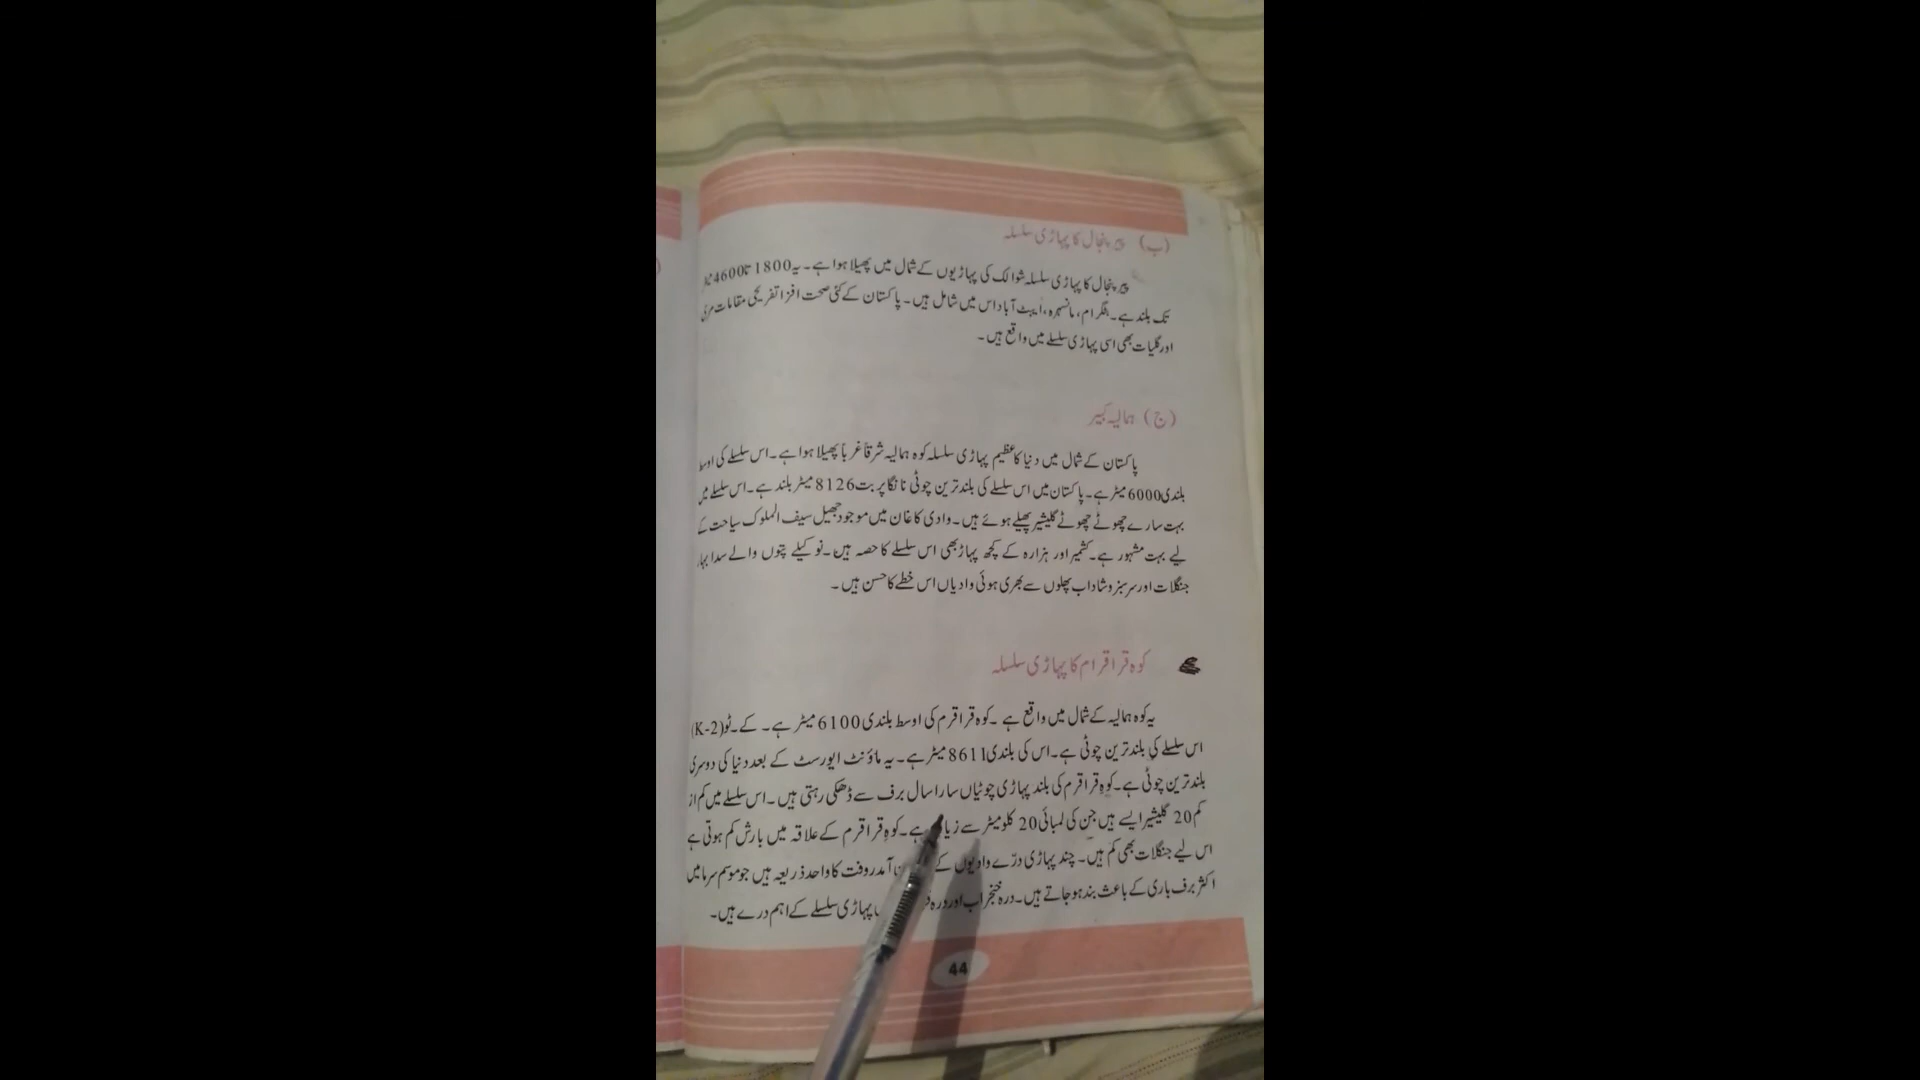 (ب) پیر پنجال کا پہاڑی سلسلہ
پیر پنجال کا پہاڑی سلسلہ شوالک کی پہاڑیوں کے شمال میں پھیلا ہوا ہے۔ یہ 1800 تا 4600 میٹر
تک بلند ہے۔ بٹگرام، مانسہرہ، ایبٹ آباد اس میں شامل ہیں۔ پاکستان کے کئی صحت افزا تفریحی مقامات مری
اور گلیات بھی اسی پہاڑی سلسلے میں واقع ہیں۔
(ج) ہمالیہ کبیر
پاکستان کے شمال میں دنیا کا عظیم پہاڑی سلسلہ کوہ ہمالیہ شرقاً غرباً پھیلا ہوا ہے۔ اس سلسلے کی اوسط
بلندی 6000 میٹر ہے۔ پاکستان میں اس سلسلے کی بلند ترین چوٹی نانگا پربت 8126 میٹر بلند ہے۔ اس سلسلے میں
بہت سارے چھوٹے چھوٹے گلیشیر پھیلے ہوئے ہیں۔ وادی کاغان میں موجود جھیل سیف الملوک سیاحت کے
لیے بہت مشہور ہے۔ کشمیر اور ہزارہ کے کچھ پہاڑ بھی اس سلسلے کا حصہ ہیں۔ نوکیلے پتوں والے سدا بہار
جنگلات اور سرسبز و شاداب پھلوں سے بھری ہوئی وادیاں اس خطے کا حسن ہیں۔
کوہ قراقرام کا پہاڑی سلسلہ
یہ کوہ ہمالیہ کے شمال میں واقع ہے۔ کوہ قراقرم کی اوسط بلندی 6100 میٹر ہے۔ کے۔ٹو (K-2)
اس سلسلے کی بلند ترین چوٹی ہے۔ اس کی بلندی 8611 میٹر ہے۔ یہ ماؤنٹ ایورسٹ کے بعد دنیا کی دوسری
بلند ترین چوٹی ہے۔ کوہِ قراقرم کی بلند پہاڑی چوٹیاں سارا سال برف سے ڈھکی رہتی ہیں۔ اس سلسلے میں کم از
کم 20 گلیشیر ایسے ہیں جن کی لمبائی 20 کلومیٹر سے ہے۔ کوہِ قراقرم کے علاقہ میں بارش کم ہوتی ہے
اس لیے جنگلات بھی کم ہیں۔ چند پہاڑی درّے وادیوں کے آمدورفت کا واحد ذریعہ ہیں جو موسم سرما میں
اکثر برف باری کے باعث بند ہو جاتے ہیں۔ درہ خنجراب اور درہ پہاڑی سلسلے کے اہم درے ہیں۔
44